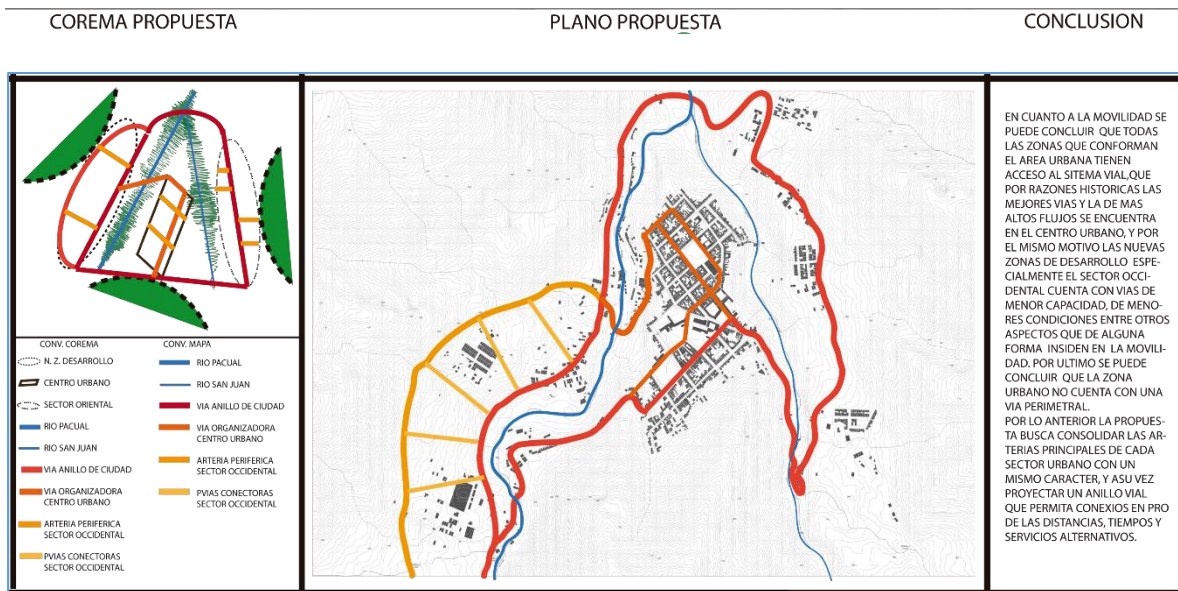 COREMA PROPUESTA
PLANO PROPUESTA
CONCLUSION
CONV. COREMA
N. Z. DESARROLLO
CENTRO URBANO
SECTOR ORIENTAL
RIO PACUAL
RIO SAN JUAN
VIA ANILLO DE CIUDAD
VIA ORGANIZADORA
CENTRO URBANO
ARTERIA PERIFERICA
SECTOR OCCIDENTAL
PVIAS CONECTORAS
SECTOR OCCIDENTAL
CONV. MAPA
RIO PACUAL
RIO SAN JUAN
VIA ANILLO DE CIUDAD
VIA ORGANIZADORA
CENTRO URBANO
ARTERIA PERIFERICA
SECTOR OCCIDENTAL
PVIAS CONECTORAS
SECTOR OCCIDENTAL
EN CUANTO A LA MOVILIDAD SE
PUEDE CONCLUIR QUE TODAS
LAS ZONAS QUE CONFORMAN
EL AREA URBANA TIENEN
ACCESO AL SITEMA VIAL,QUE
POR RAZONES HISTORICAS LAS
MEJORES VIAS Y LA DE MAS
ALTOS FLUJOS SE ENCUENTRA
EN EL CENTRO URBANO, Y POR
EL MISMO MOTIVO LAS NUEVAS
ZONAS DE DESARROLLO ESPE-
CIALMENTE EL SECTOR OCCI-
DENTAL CUENTA CON VIAS DE
MENOR CAPACIDAD, DE MENO-
RES CONDICIONES ENTRE OTROS
ASPECTOS QUE DE ALGUNA
FORMA INSIDEN EN LA MOVILI-
DAD. POR ULTIMO SE PUEDE
CONCLUIR QUE LA ZONA
URBANO NO CUENTA CON UNA
VIA PERIMETRAL.
POR LO ANTERIOR LA PROPUES-
TA BUSCA CONSOLIDAR LAS AR-
TERIAS PRINCIPALES DE CADA
SECTOR URBANO CON UN
MISMO CARACTER, Y ASU VEZ
PROYECTAR UN ANILLO VIAL
QUE PERMITA CONEXIOS EN PRO
DE LAS DISTANCIAS, TIEMPOS Y
SERVICIOS ALTERNATIVOS.